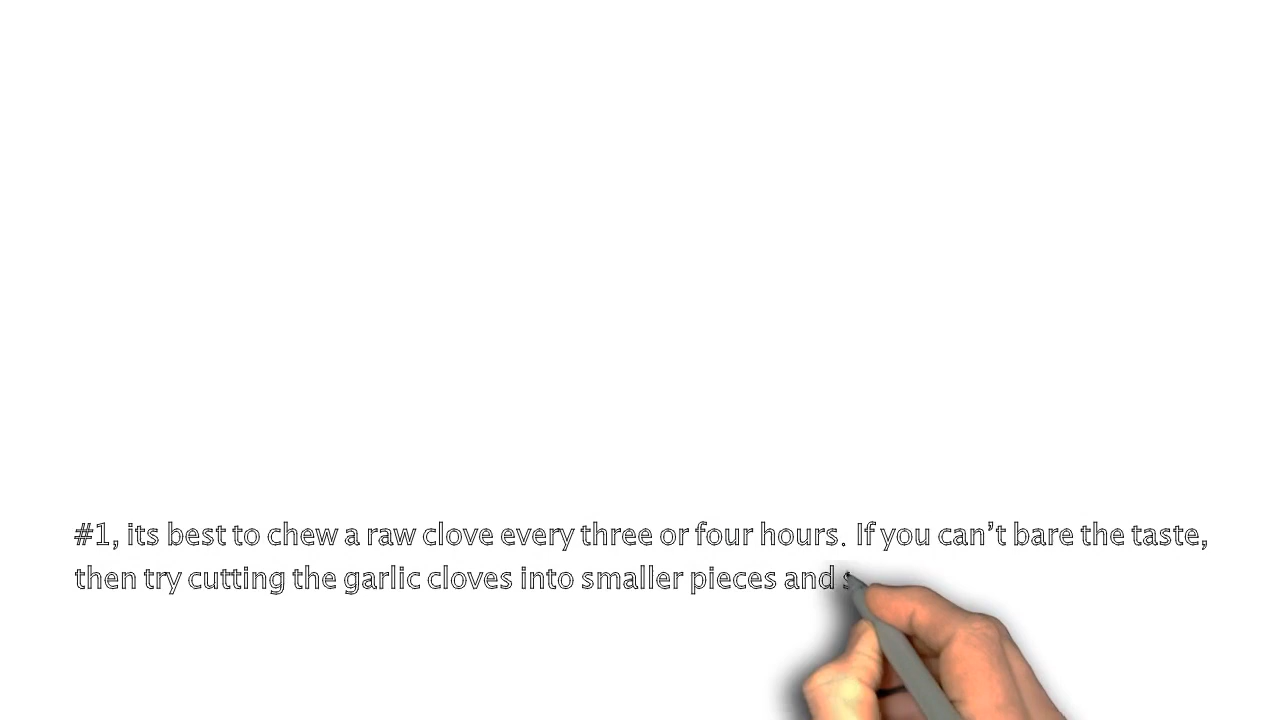 #1, its best to chew a raw clove every three or four hours. If you can’t bare the taste,
then try cutting the garlic cloves into smaller pieces and